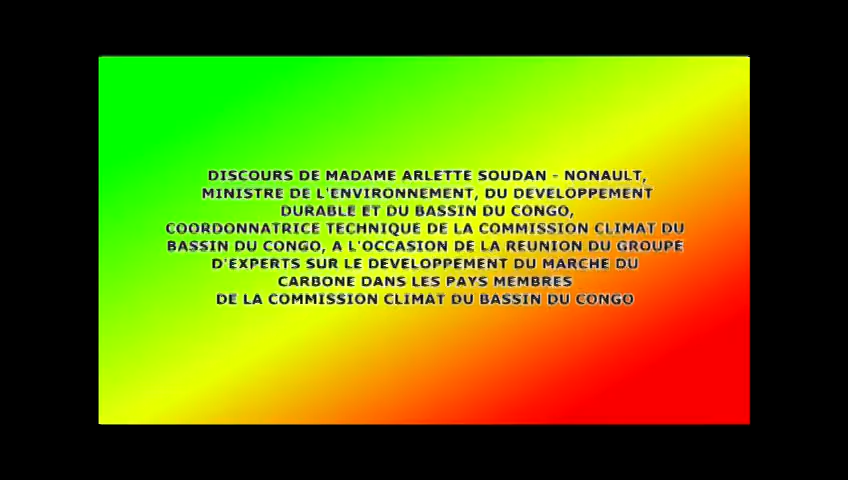 DISCOURS DE MADAME ARLETTE SOUDAN - NONAULT,
MINISTRE DE L'ENVIRONNEMENT, DU DEVELOPPEMENT
DURABLE ET DU BASSIN DU CONGO,
COORDONNATRICE TECHNIQUE DE LA COMMISSION CLIMAT DU
BASSIN DU CONGO, A L'OCCASION DE LA REUNION DU GROUPE
D'EXPERTS SUR LE DEVELOPPEMENT DU MARCHE DU
CARBONE DANS LES PAYS MEMBRES
DE LA COMMISSION CLIMAT DU BASSIN DU CONGO